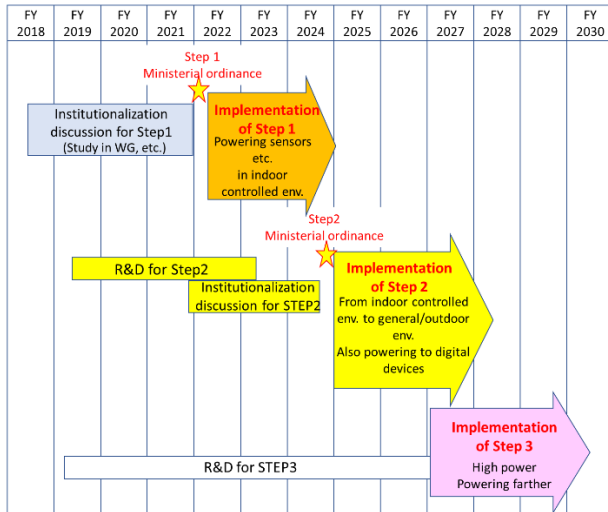 FY 2018
FY 2019
FY 2020
FY 2021
FY 2022
FY 2023
FY 2024
FY 2025
FY 2026
FY 2027
FY 2028
FY 2029
FY 2030
Step 1
Ministerial ordinance
Institutionalization
discussion for Step1
(Study in WG, etc.)
Implementation
of Step 1
Powering sensors
etc.
in indoor
controlled env.
Step2
Ministerial ordinance
R&D for Step2
Institutionalization
discussion for STEP2
Implementation
of Step 2
From indoor controlled
env. to general/outdoor
env.
Also powering to digital
devices
R&D for STEP3
Implementation
of Step 3
High power
Powering farther